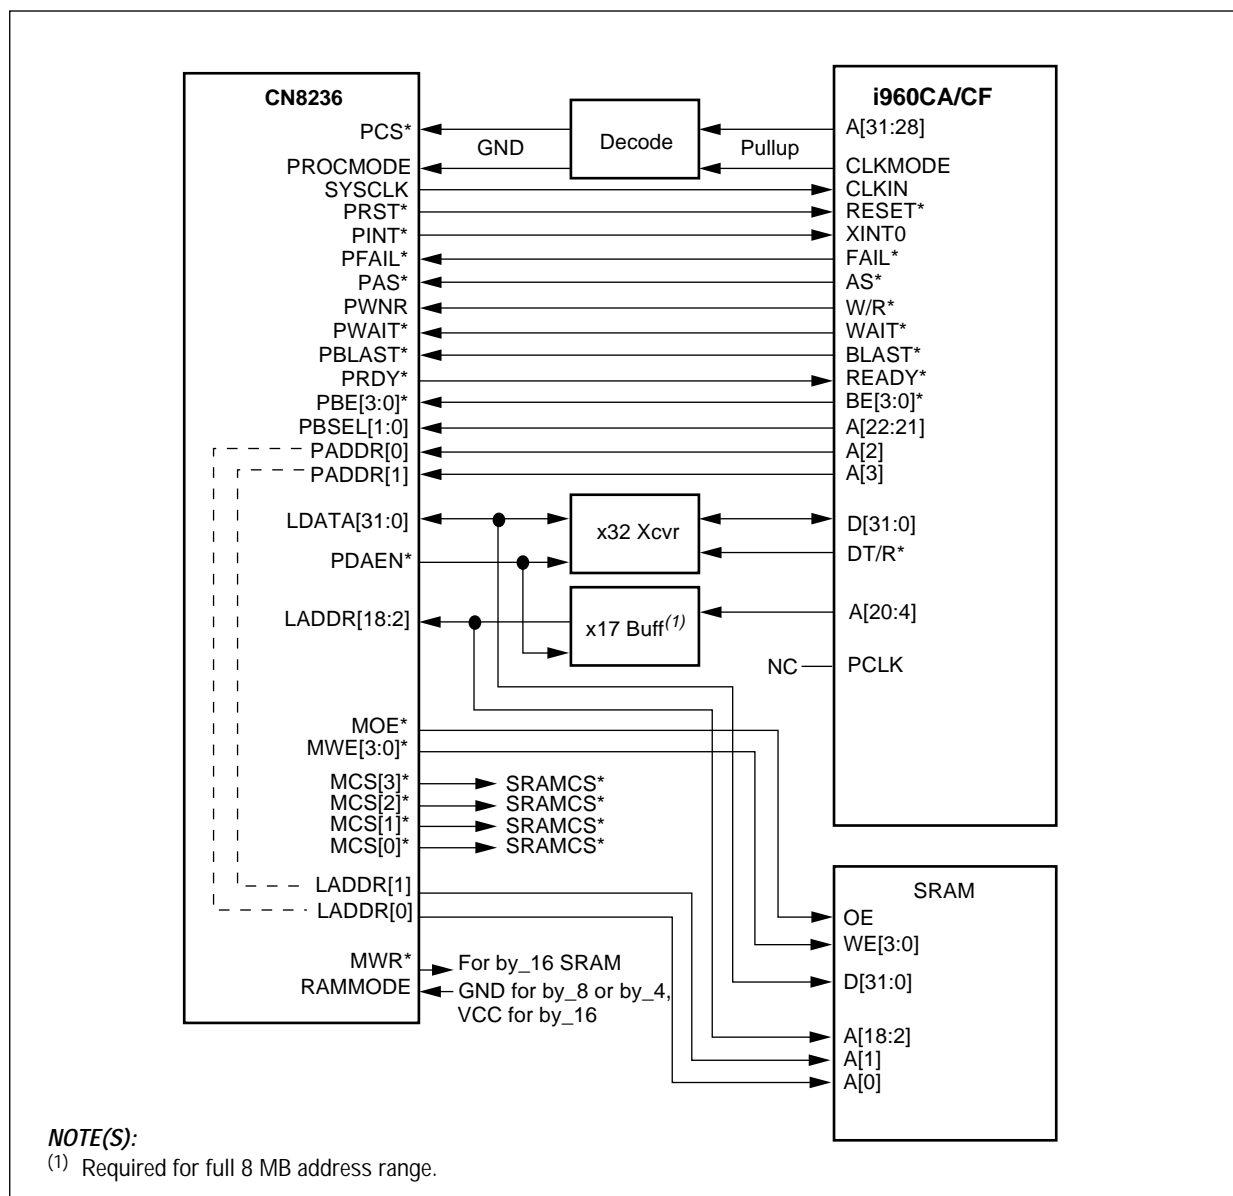 CN8236
PCS*
PROCMODE
SYSCLK
PRST*
PINT*
PFAIL*
PAS*
PWNR
PWAIT*
PBLAST*
PRDY*
PBE[3:0]*
PBSEL[1:0]
PADDR[0]
PADDR[1]
LDATA[31:0]
PDAEN*
LADDR[18:2]
MOE*
MWE[3:0]*
MCS[3]*
MCS[2]*
MCS[1]*
MCS[0]*
LADDR[1]
LADDR[0]
MWR*
RAMMODE
GND
Decode
Pullup
x32 Xcvr
x17 Buff(1)
NC
SRAMCS*
SRAMCS*
SRAMCS*
SRAMCS*
For by_16 SRAM
GND for by_8 or by_4,
VCC for by_16
i960CA/CF
A[31:28]
CLKMODE
CLKIN
RESET*
XINT0
FAIL*
AS*
W/R*
WAIT*
BLAST*
READY*
BE[3:0]*
A[22:21]
A[2]
A[3]
D[31:0]
DT/R*
A[20:4]
PCLK
SRAM
OE
WE[3:0]
D[31:0]
A[18:2]
A[1]
A[0]
NOTE(S):
(1) Required for full 8 MB address range.